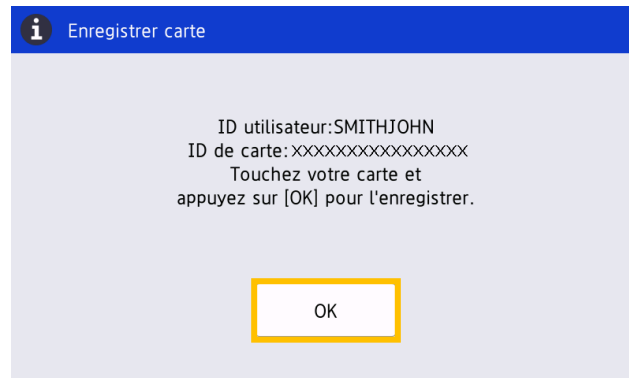 Enregistrer carte
ID utilisateur:SMITHJOHN
ID de carte:XXXXXXXXXXXXXXXX
Touchez votre carte et
appuyez sur [OK] pour l'enregistrer.
OK